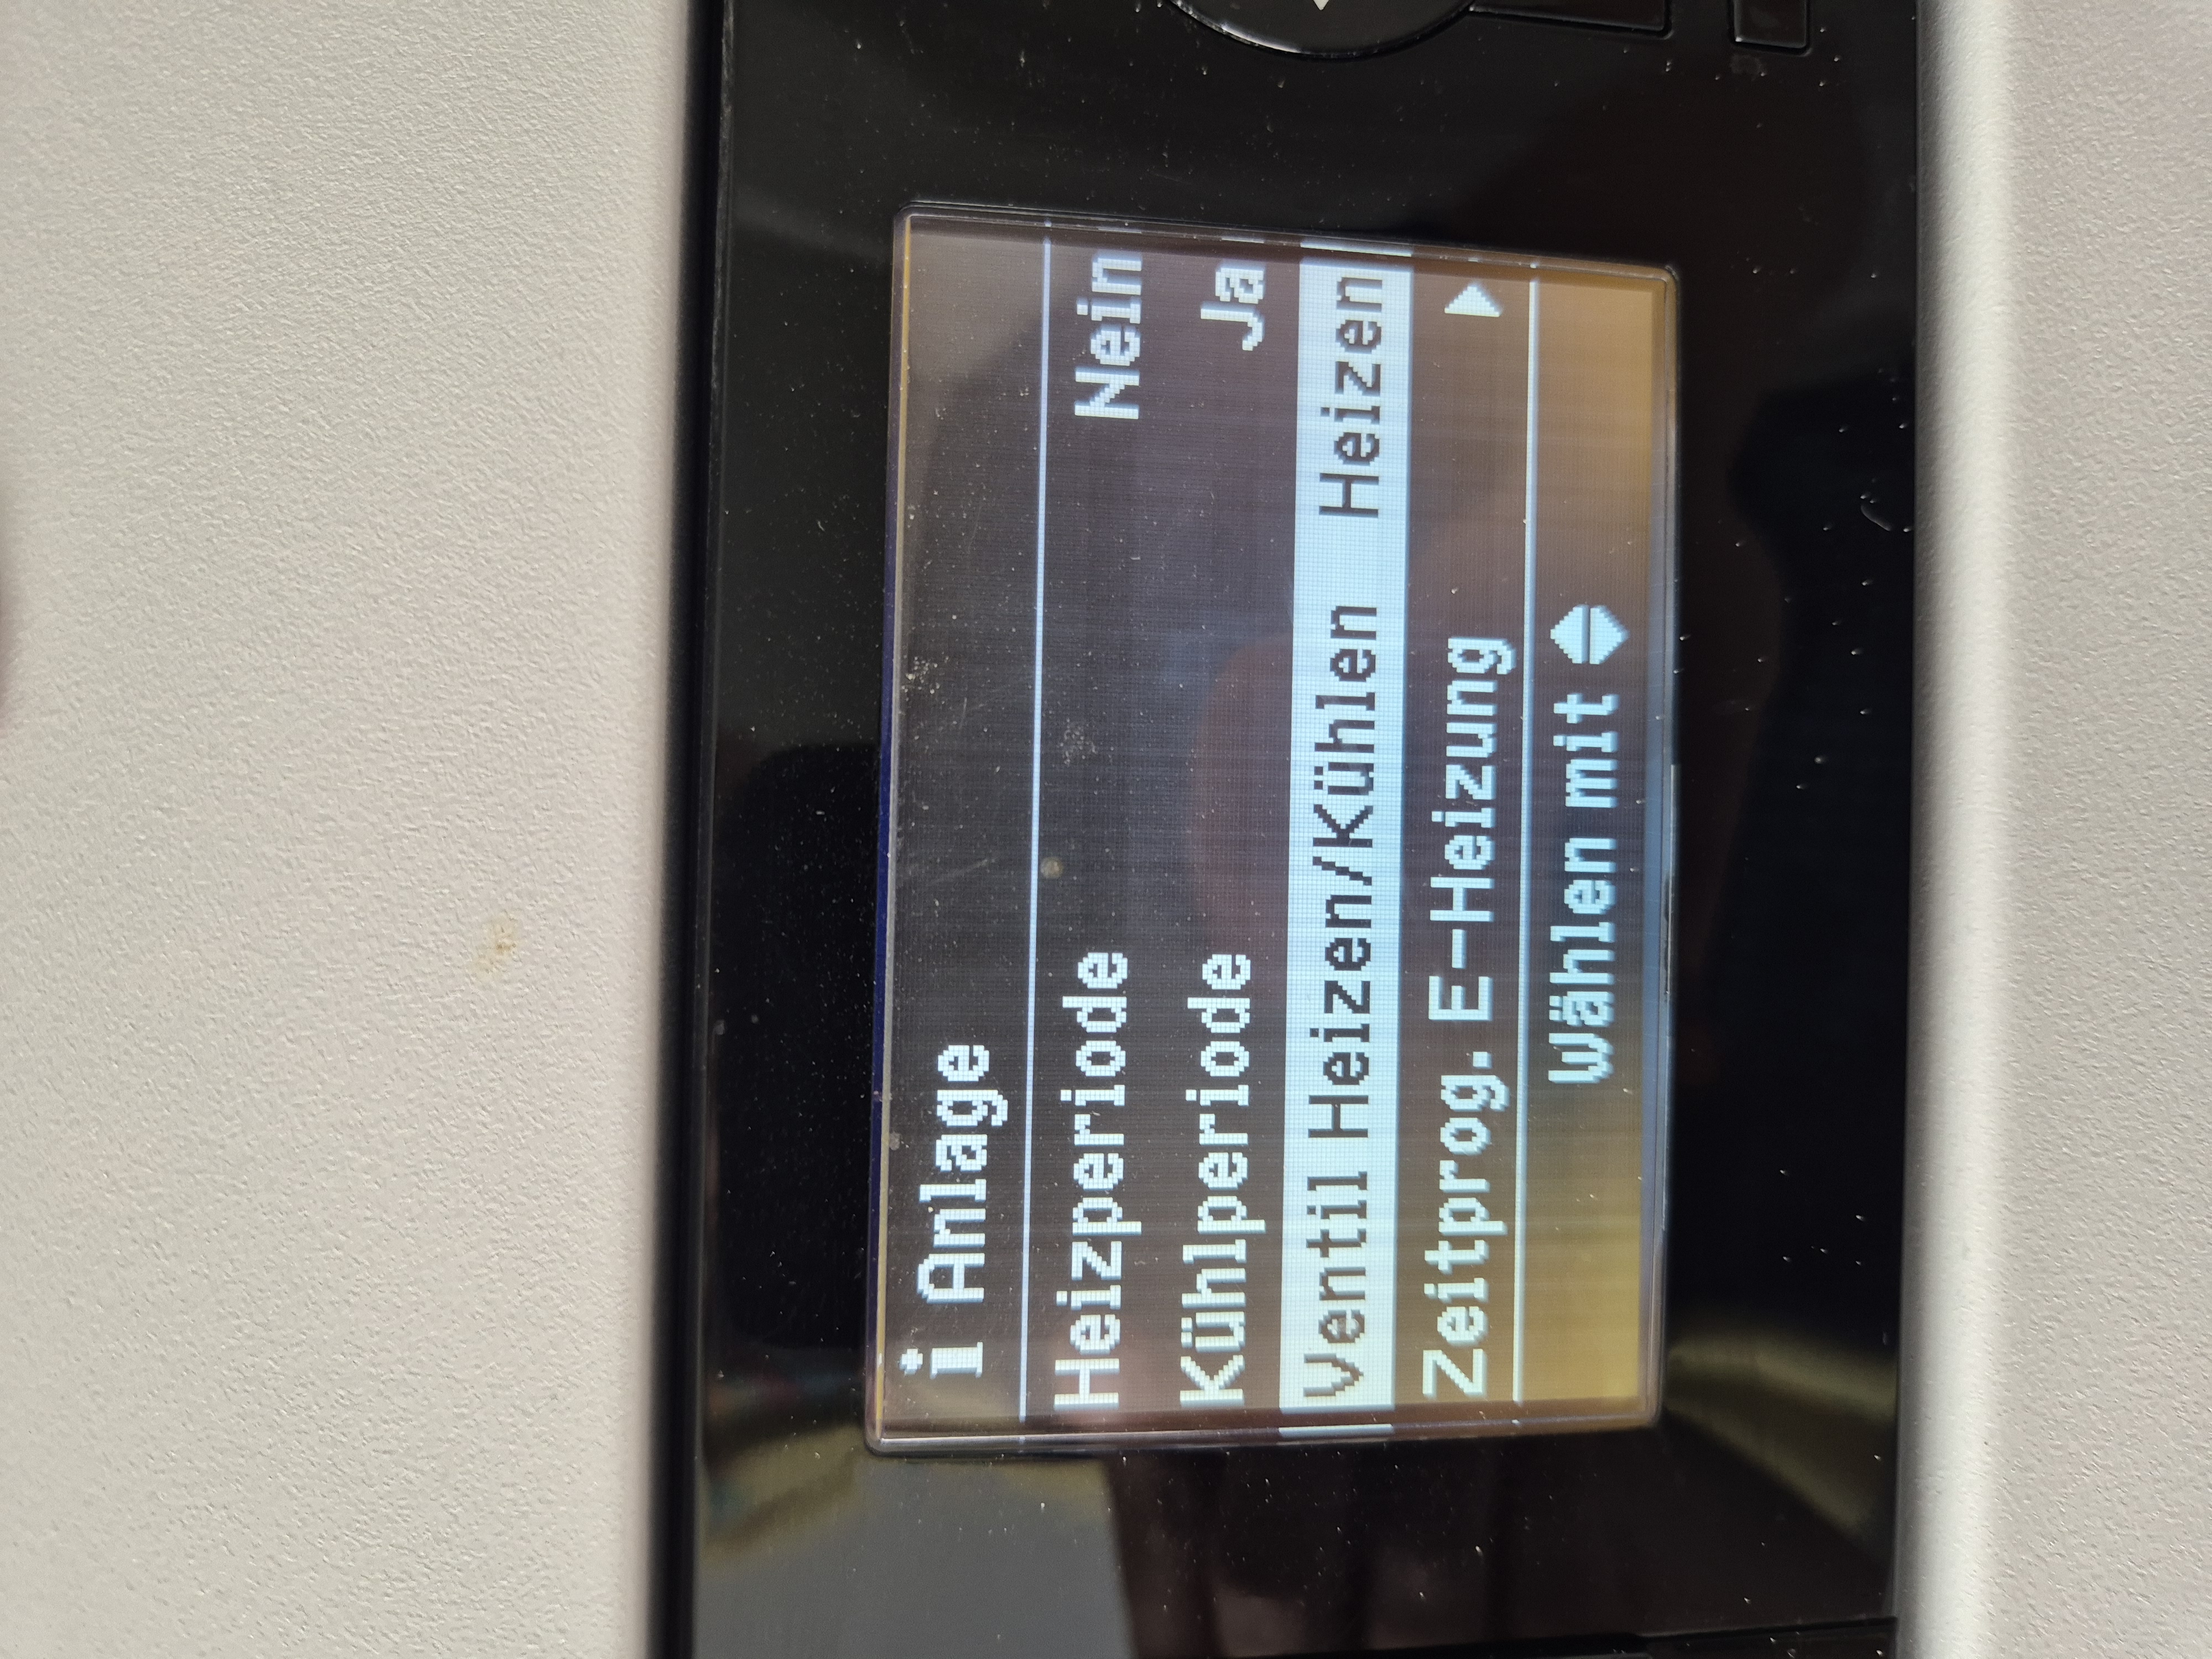 i Anlage
Heizperiode Nein
Kühlperiode Ja
Ventil Heizen/Kühlen Heizen
Zeitprog. E-Heizung
Wählen mit